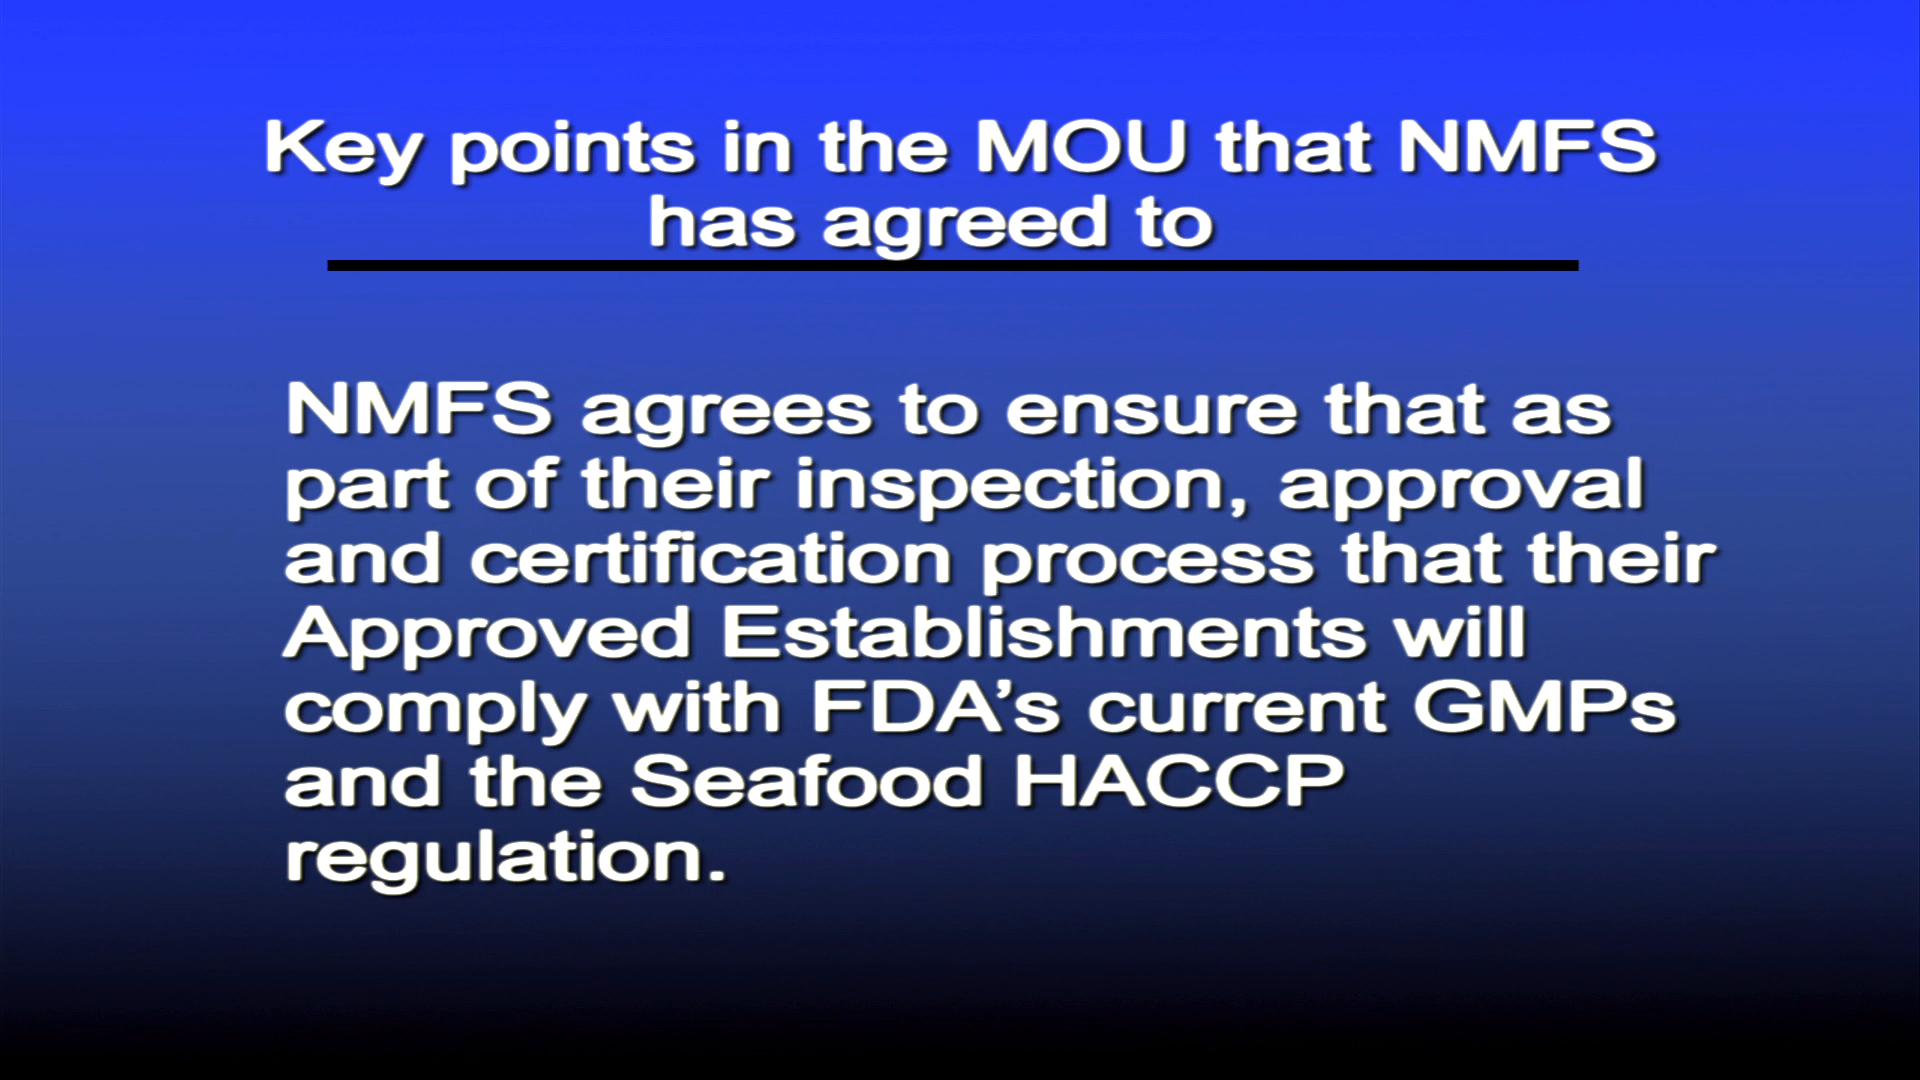 Key points in the MOU that NMFS
has agreed to
NMFS agrees to ensure that as
part of their inspection, approval
and certification process that their
Approved Establishments will
comply with FDA’s current GMPs
and the Seafood HACCP
regulation.